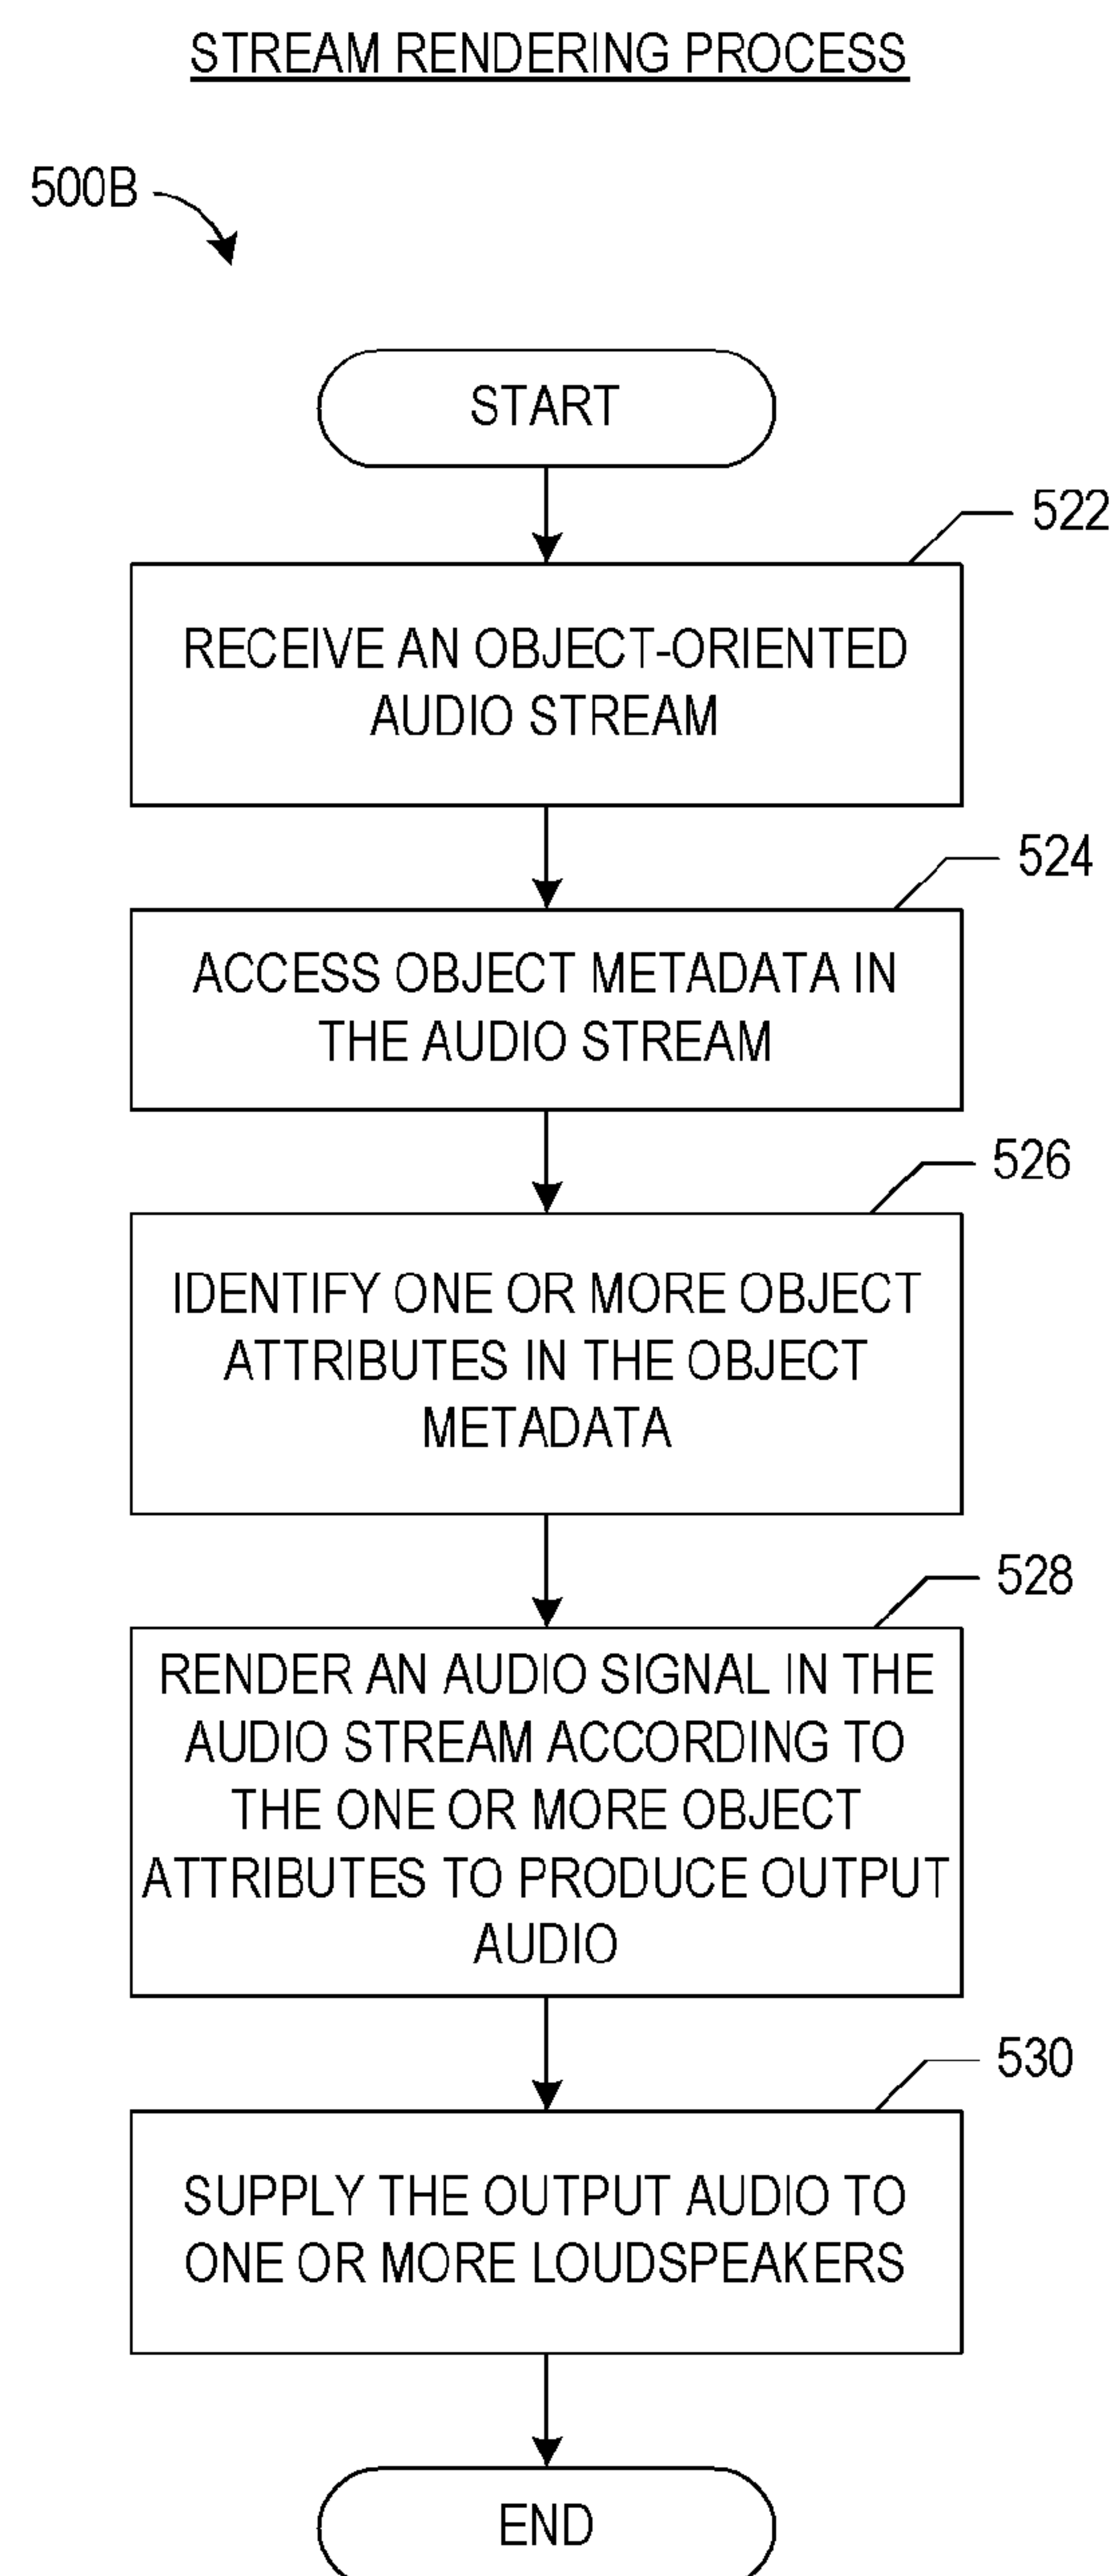 STREAM RENDERING PROCESS
500B
START
522
RECEIVE AN OBJECT-ORIENTED
AUDIO STREAM
524
ACCESS OBJECT METADATA IN
THE AUDIO STREAM
526
IDENTIFY ONE OR MORE OBJECT
ATTRIBUTES IN THE OBJECT
METADATA
528
RENDER AN AUDIO SIGNAL IN THE
AUDIO STREAM ACCORDING TO
THE ONE OR MORE OBJECT
ATTRIBUTES TO PRODUCE OUTPUT
AUDIO
530
SUPPLY THE OUTPUT AUDIO TO
ONE OR MORE LOUDSPEAKERS
END